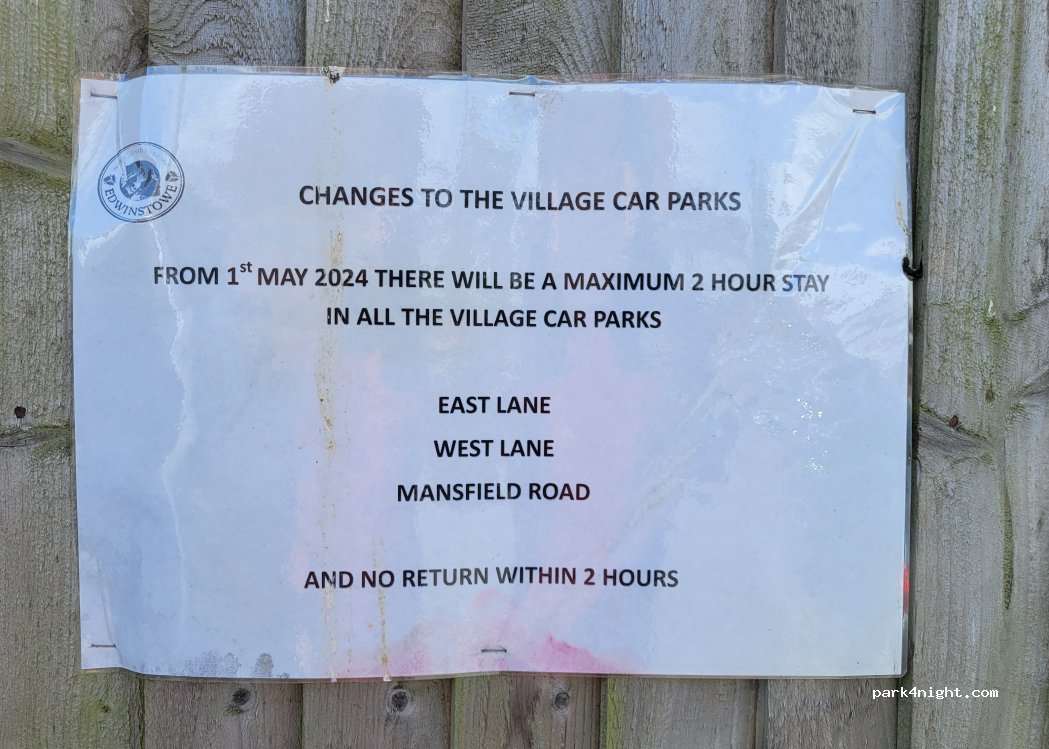 EDWINSTOWE
CHANGES TO THE VILLAGE CAR PARKS
FROM 1st MAY 2024 THERE WILL BE A MAXIMUM 2 HOUR STAY
IN ALL THE VILLAGE CAR PARKS
EAST LANE
WEST LANE
MANSFIELD ROAD
AND NO RETURN WITHIN 2 HOURS
park4night.com